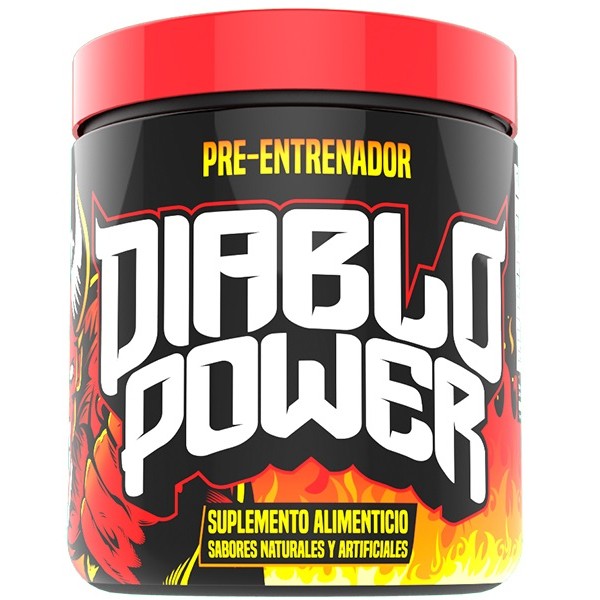 PRE-ENTRENADOR
DIABLO
POWER
SUPLEMENTO ALIMENTICIO
SABORES NATURALES Y ARTIFICIALES